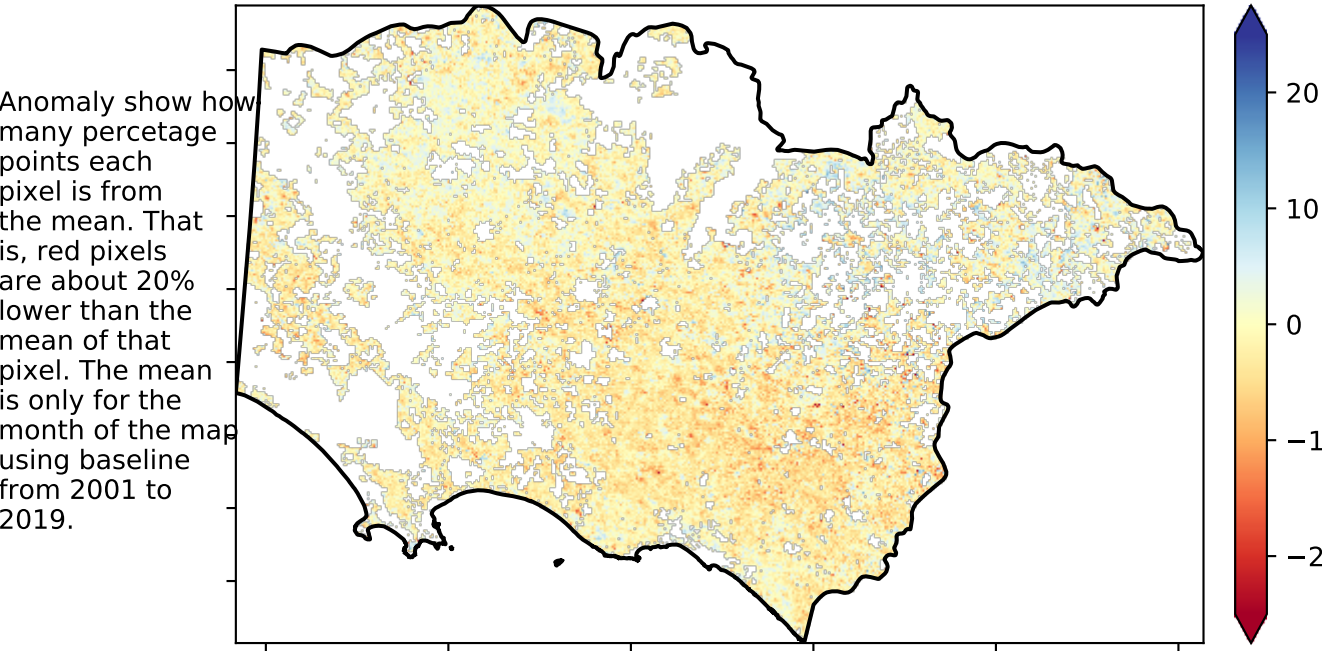 Anomaly show how
many percetage
points each
pixel is from
the mean. That
is, red pixels
are about 20%
lower than the
mean of that
pixel. The mean
is only for the
month of the map
using baseline
from 2001 to
2019.
20
10
0
−1
−2